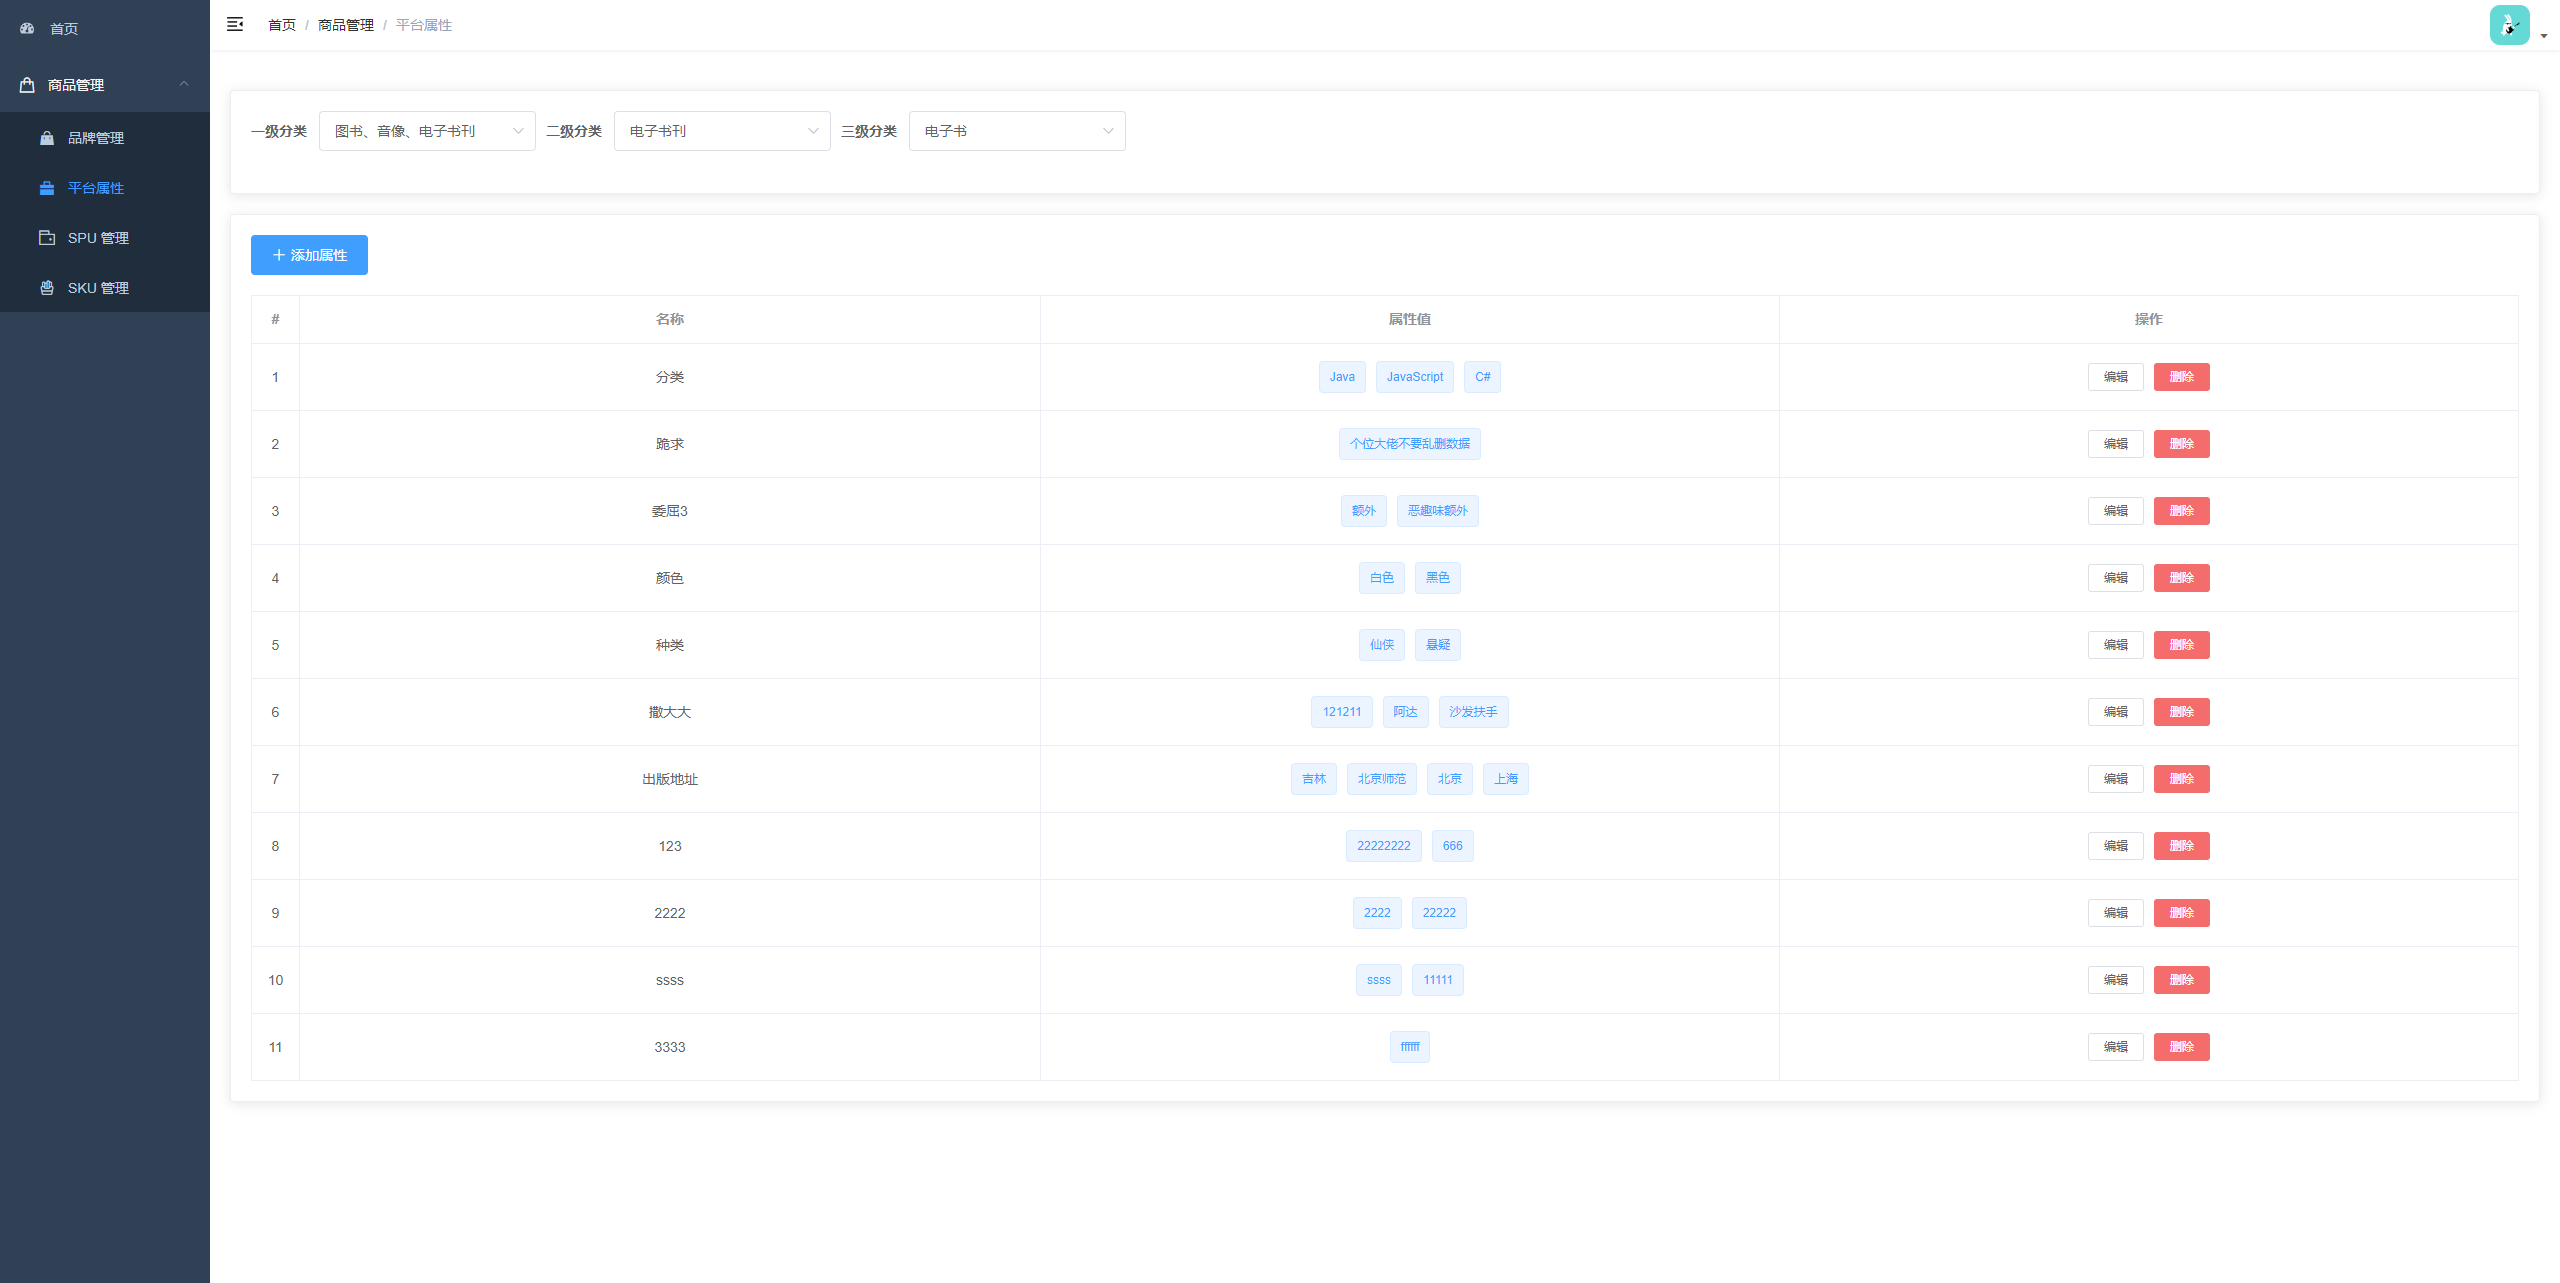 首页
商品管理
品牌管理
平台属性
SPU 管理
SKU 管理
首页 / 商品管理 / 平台属性
一级分类 图书、音像、电子书刊 二级分类 电子书刊 三级分类 电子书
添加属性
# 名称 属性值 操作
1 分类 Java JavaScript C# 编辑 删除
2 跪求 个位大佬不要乱删数据 编辑 删除
3 委屈3 额外 恶趣味额外 编辑 删除
4 颜色 白色 黑色 编辑 删除
5 种类 仙侠 悬疑 编辑 删除
6 撒大大 121211 阿达 沙发扶手 编辑 删除
7 出版地址 吉林 北京师范 北京 上海 编辑 删除
8 123 22222222 666 编辑 删除
9 2222 2222 22222 编辑 删除
10 ssss ssss 11111 编辑 删除
11 3333 ffffff 编辑 删除